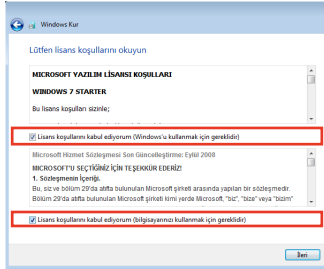 Windows Kur
Lütfen lisans koşullarını okuyun
MICROSOFT YAZILIM LİSANSI KOŞULLARI
WINDOWS 7 STARTER
Bu lisans koşulları sizinle;
Lisans koşullarını kabul ediyorum (Windows'u kullanmak için gereklidir)
Microsoft Hizmet Sözleşmesi Son Güncelleştirme: Eylül 2008
MICROSOFT'U SEÇTİĞİNİZ İÇİN TEŞEKKÜR EDERİZ!
1. Sözleşmenin İçeriği.
Bu, siz ve bölüm 29'da atıfta bulunulan Microsoft şirketi arasında yapılan bir sözleşmedir.
Bölüm 29'da atıfta bulunulan Microsoft şirketi kimi yerde Microsoft, "biz", "bize" veya "bizim"
Lisans koşullarını kabul ediyorum (bilgisayarınızı kullanmak için gereklidir)
İleri